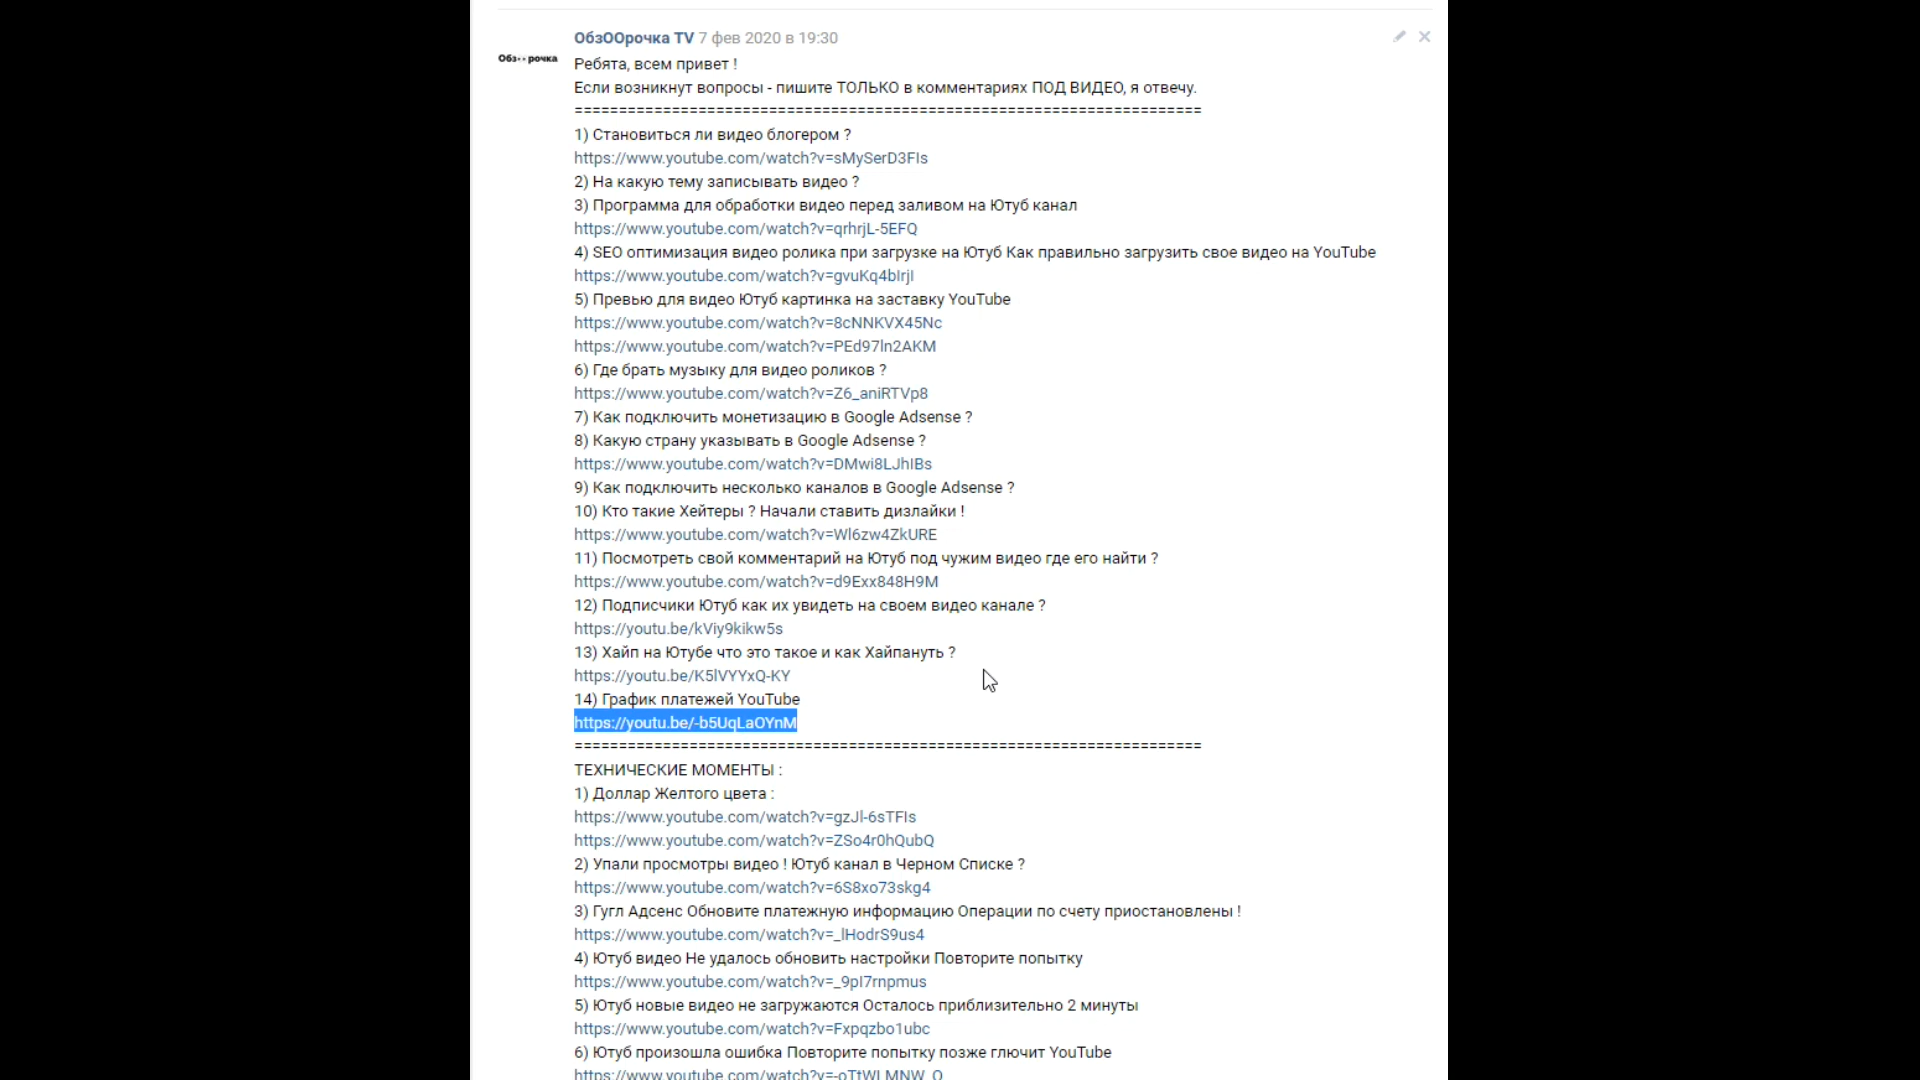 ОбзООрочка TV 7 фев 2020 в 19:30
Ребята, всем привет !
Если возникнут вопросы - пишите ТОЛЬКО в комментариях ПОД ВИДЕО, я отвечу.
=======================================================================
1) Становиться ли видео блогером ?
https://www.youtube.com/watch?v=sMySerD3FIs
2) На какую тему записывать видео ?
3) Программа для обработки видео перед заливом на Ютуб канал
https://www.youtube.com/watch?v=qrhrjL-5EFQ
4) SEO оптимизация видео ролика при загрузке на Ютуб Как правильно загрузить свое видео на YouTube
https://www.youtube.com/watch?v=gvuKq4bIrjI
5) Превью для видео Ютуб картинка на заставку YouTube
https://www.youtube.com/watch?v=8cNNKVX45Nc
https://www.youtube.com/watch?v=PEd97ln2AKM
6) Где брать музыку для видео роликов ?
https://www.youtube.com/watch?v=Z6_aniRTVp8
7) Как подключить монетизацию в Google Adsense ?
8) Какую страну указывать в Google Adsense ?
https://www.youtube.com/watch?v=DMwi8LJhIBs
9) Как подключить несколько каналов в Google Adsense ?
10) Кто такие Хейтеры ? Начали ставить дизлайки !
https://www.youtube.com/watch?v=Wl6zw4ZkURE
11) Посмотреть свой комментарий на Ютуб под чужим видео где его найти ?
https://www.youtube.com/watch?v=d9Exx848H9M
12) Подписчики Ютуб как их увидеть на своем видео канале ?
https://youtu.be/kViy9kikw5s
13) Хайп на Ютубе что это такое и как Хайпануть ?
https://youtu.be/K5lVYYxQ-KY
14) График платежей YouTube
https://youtu.be/-b5UqLaOYnM
=======================================================================
ТЕХНИЧЕСКИЕ МОМЕНТЫ :
1) Доллар Желтого цвета :
https://www.youtube.com/watch?v=gzJl-6sTFIs
https://www.youtube.com/watch?v=ZSo4r0hQubQ
2) Упали просмотры видео ! Ютуб канал в Черном Списке ?
https://www.youtube.com/watch?v=6S8xo73skg4
3) Гугл Адсенс Обновите платежную информацию Операции по счету приостановлены !
https://www.youtube.com/watch?v=_lHodrS9us4
4) Ютуб видео Не удалось обновить настройки Повторите попытку
https://www.youtube.com/watch?v=_9pI7rnpmus
5) Ютуб новые видео не загружаются Осталось приблизительно 2 минуты
https://www.youtube.com/watch?v=Fxpqzbo1ubc
6) Ютуб произошла ошибка Повторите попытку позже глючит YouTube
https://www.youtube.com/watch?v=-oTtWLMNW_Q